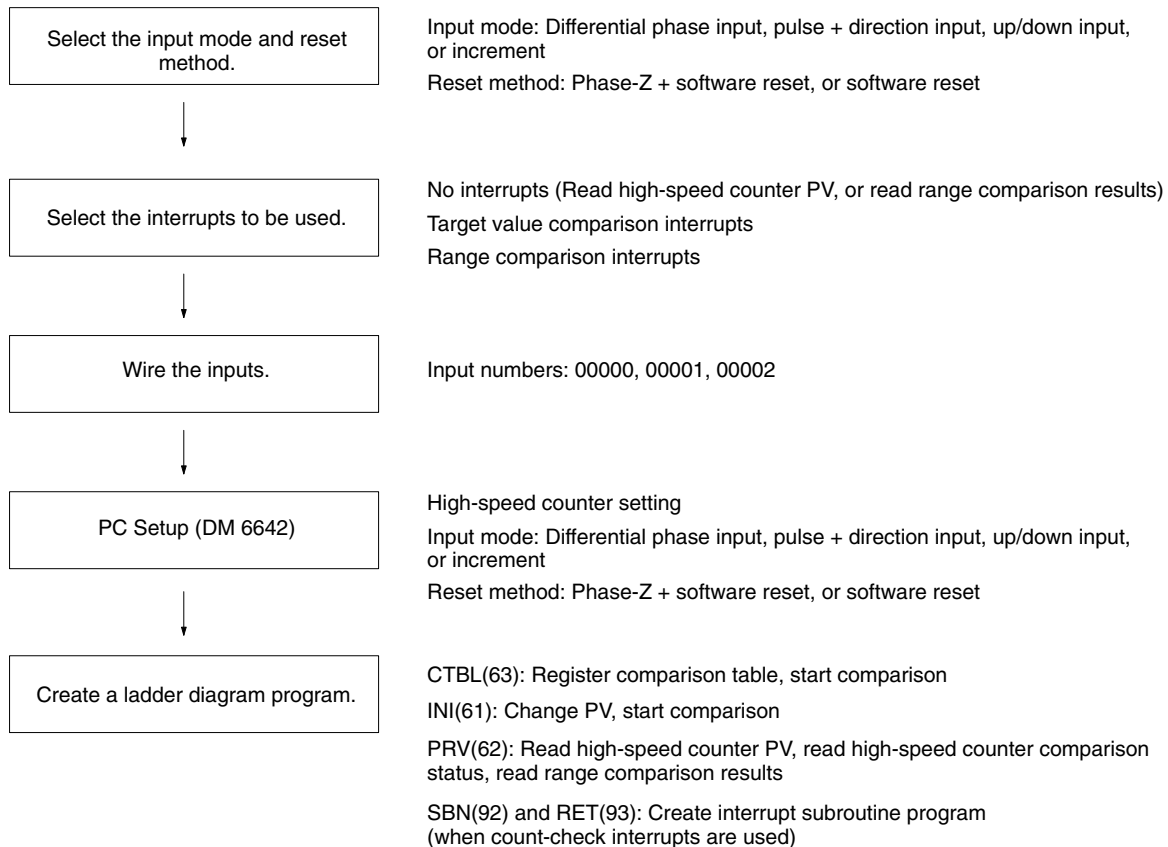 Select the input mode and reset
method.
Input mode: Differential phase input, pulse + direction input, up/down input,
or increment
Reset method: Phase-Z + software reset, or software reset
Select the interrupts to be used.
No interrupts (Read high-speed counter PV, or read range comparison results)
Target value comparison interrupts
Range comparison interrupts
Wire the inputs.
Input numbers: 00000, 00001, 00002
PC Setup (DM 6642)
High-speed counter setting
Input mode: Differential phase input, pulse + direction input, up/down input,
or increment
Reset method: Phase-Z + software reset, or software reset
Create a ladder diagram program.
CTBL(63): Register comparison table, start comparison
INI(61): Change PV, start comparison
PRV(62): Read high-speed counter PV, read high-speed counter comparison
status, read range comparison results
SBN(92) and RET(93): Create interrupt subroutine program
(when count-check interrupts are used)